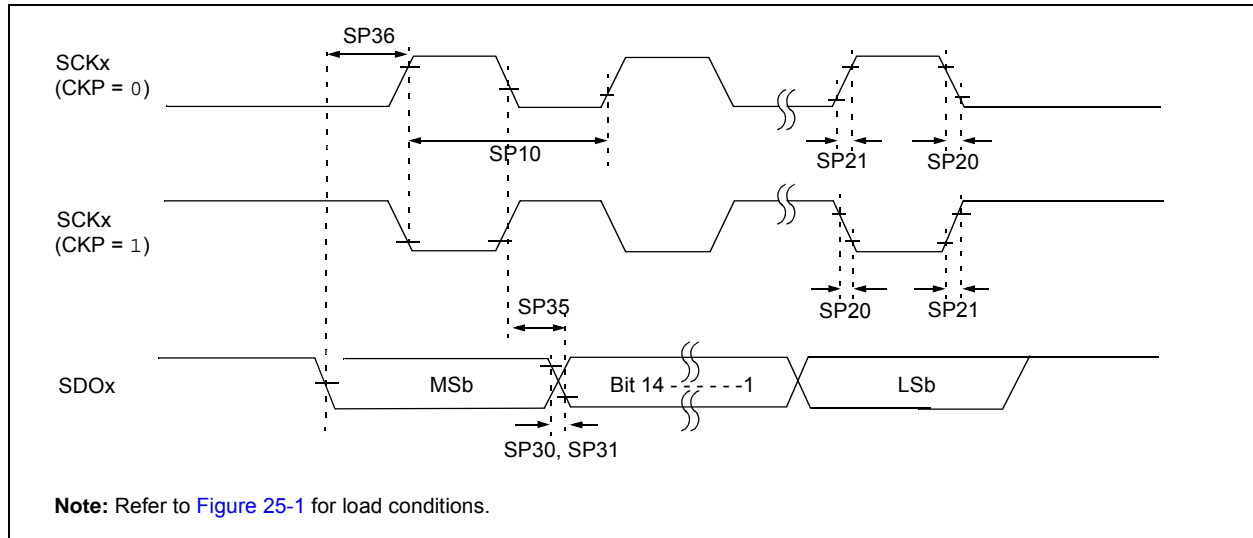 SP36
SCKx
(CKP = 0)
SP10
SP21
SP20
SCKx
(CKP = 1)
SP35
SP20
SP21
SDOx
MSb
Bit 14 - - - - - - -1
LSb
SP30, SP31
Note: Refer to Figure 25-1 for load conditions.